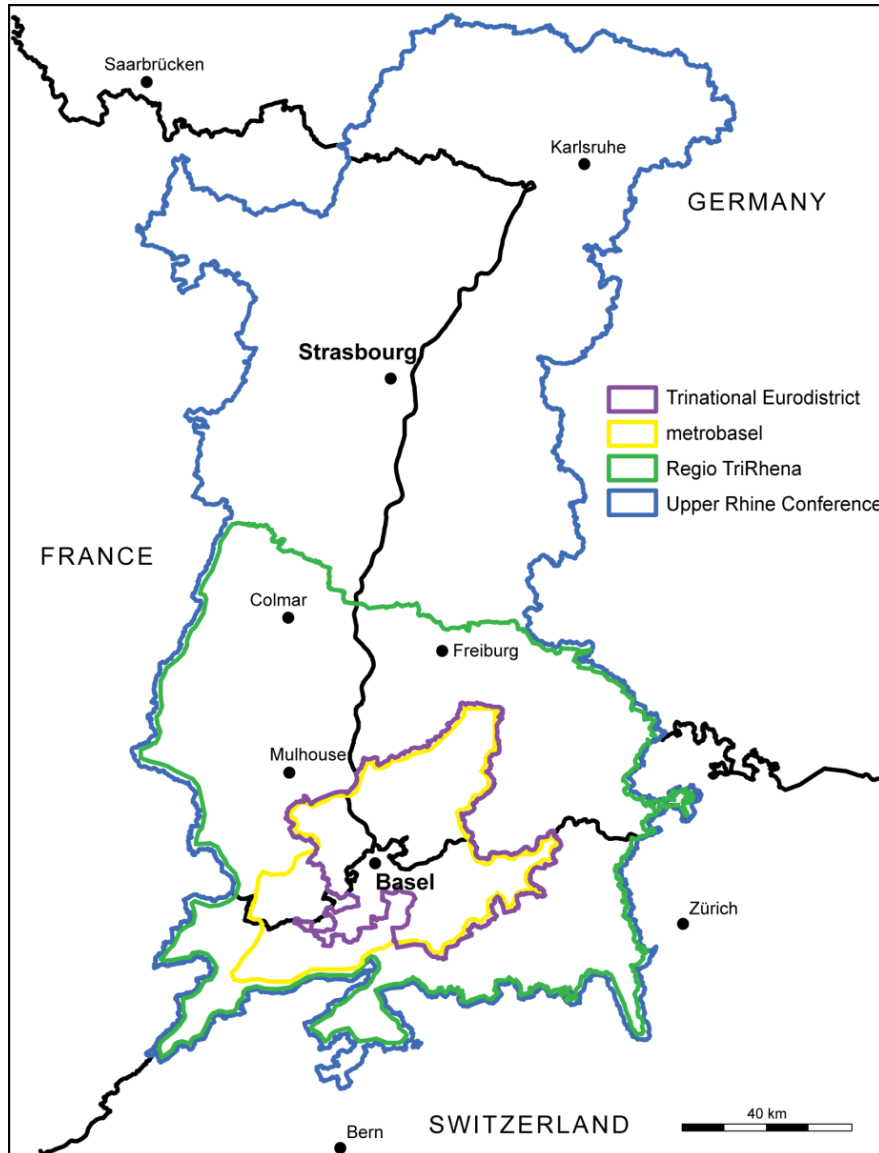 Saarbrücken
Karlsruhe
GERMANY
Strasbourg
Trinational Eurodistrict
metrobasel
Regio TriRhena
Upper Rhine Conference
FRANCE
Colmar
Freiburg
Mulhouse
Basel
Zürich
40 km
SWITZERLAND
Bern